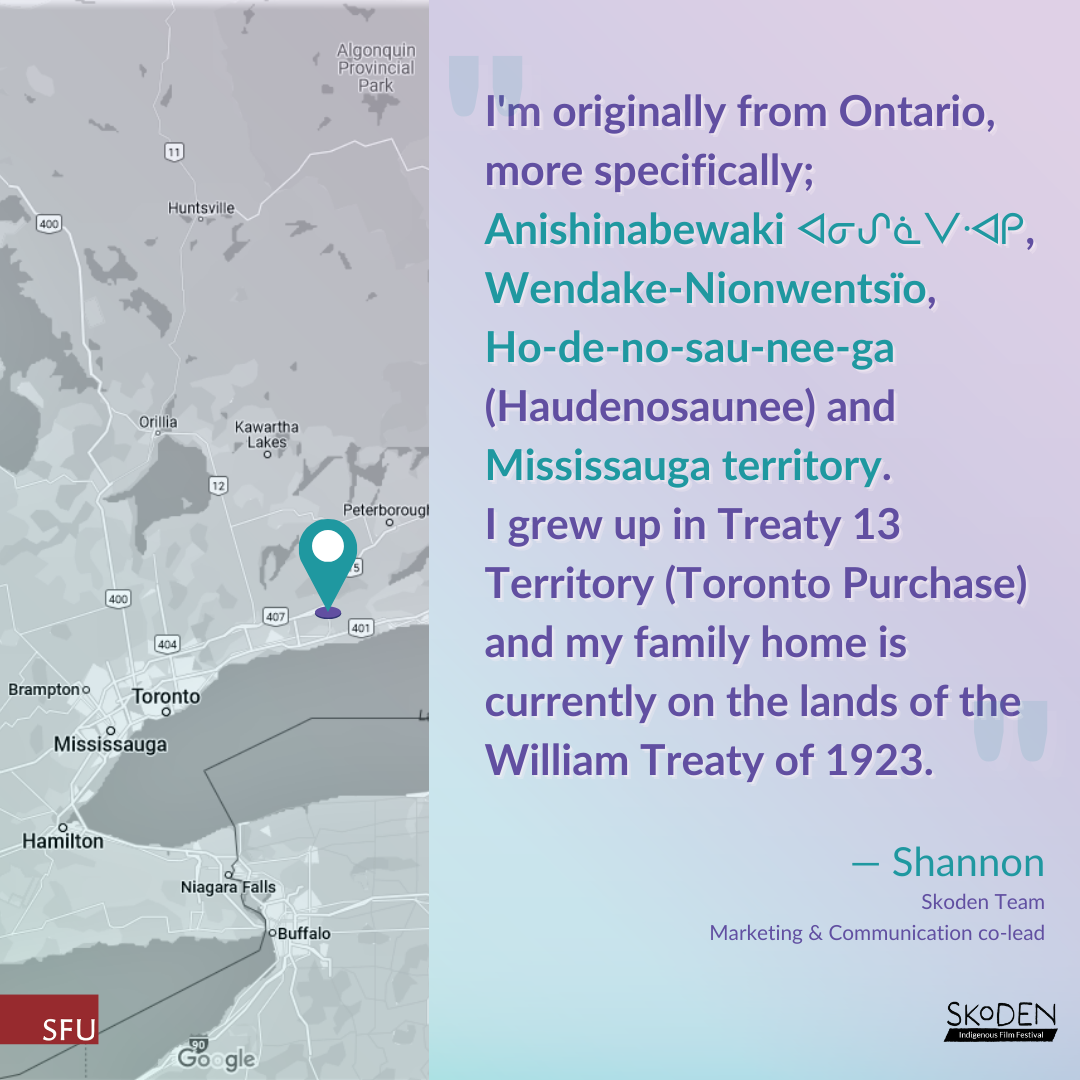 Algonquin
Provincial
Park
11
Huntsville
400
Orillia
Kawartha
Lakes
12
Peterborough
5
400
407
401
404
Brampton
Toronto
Mississauga
Hamilton
Niagara Falls
Buffalo
90
Google
SFU
"
I'm originally from Ontario,
more specifically;
Anishinabewaki ᐊᓂᔑᓈᐯᐧᐊᑭ,
Wendake-Nionwentsïo,
Ho-de-no-sau-nee-ga
(Haudenosaunee) and
Mississauga territory.
I grew up in Treaty 13
Territory (Toronto Purchase)
and my family home is
currently on the lands of the
William Treaty of 1923.
"
— Shannon
Skoden Team
Marketing & Communication co-lead
SKoDEN
Indigenous Film Festival